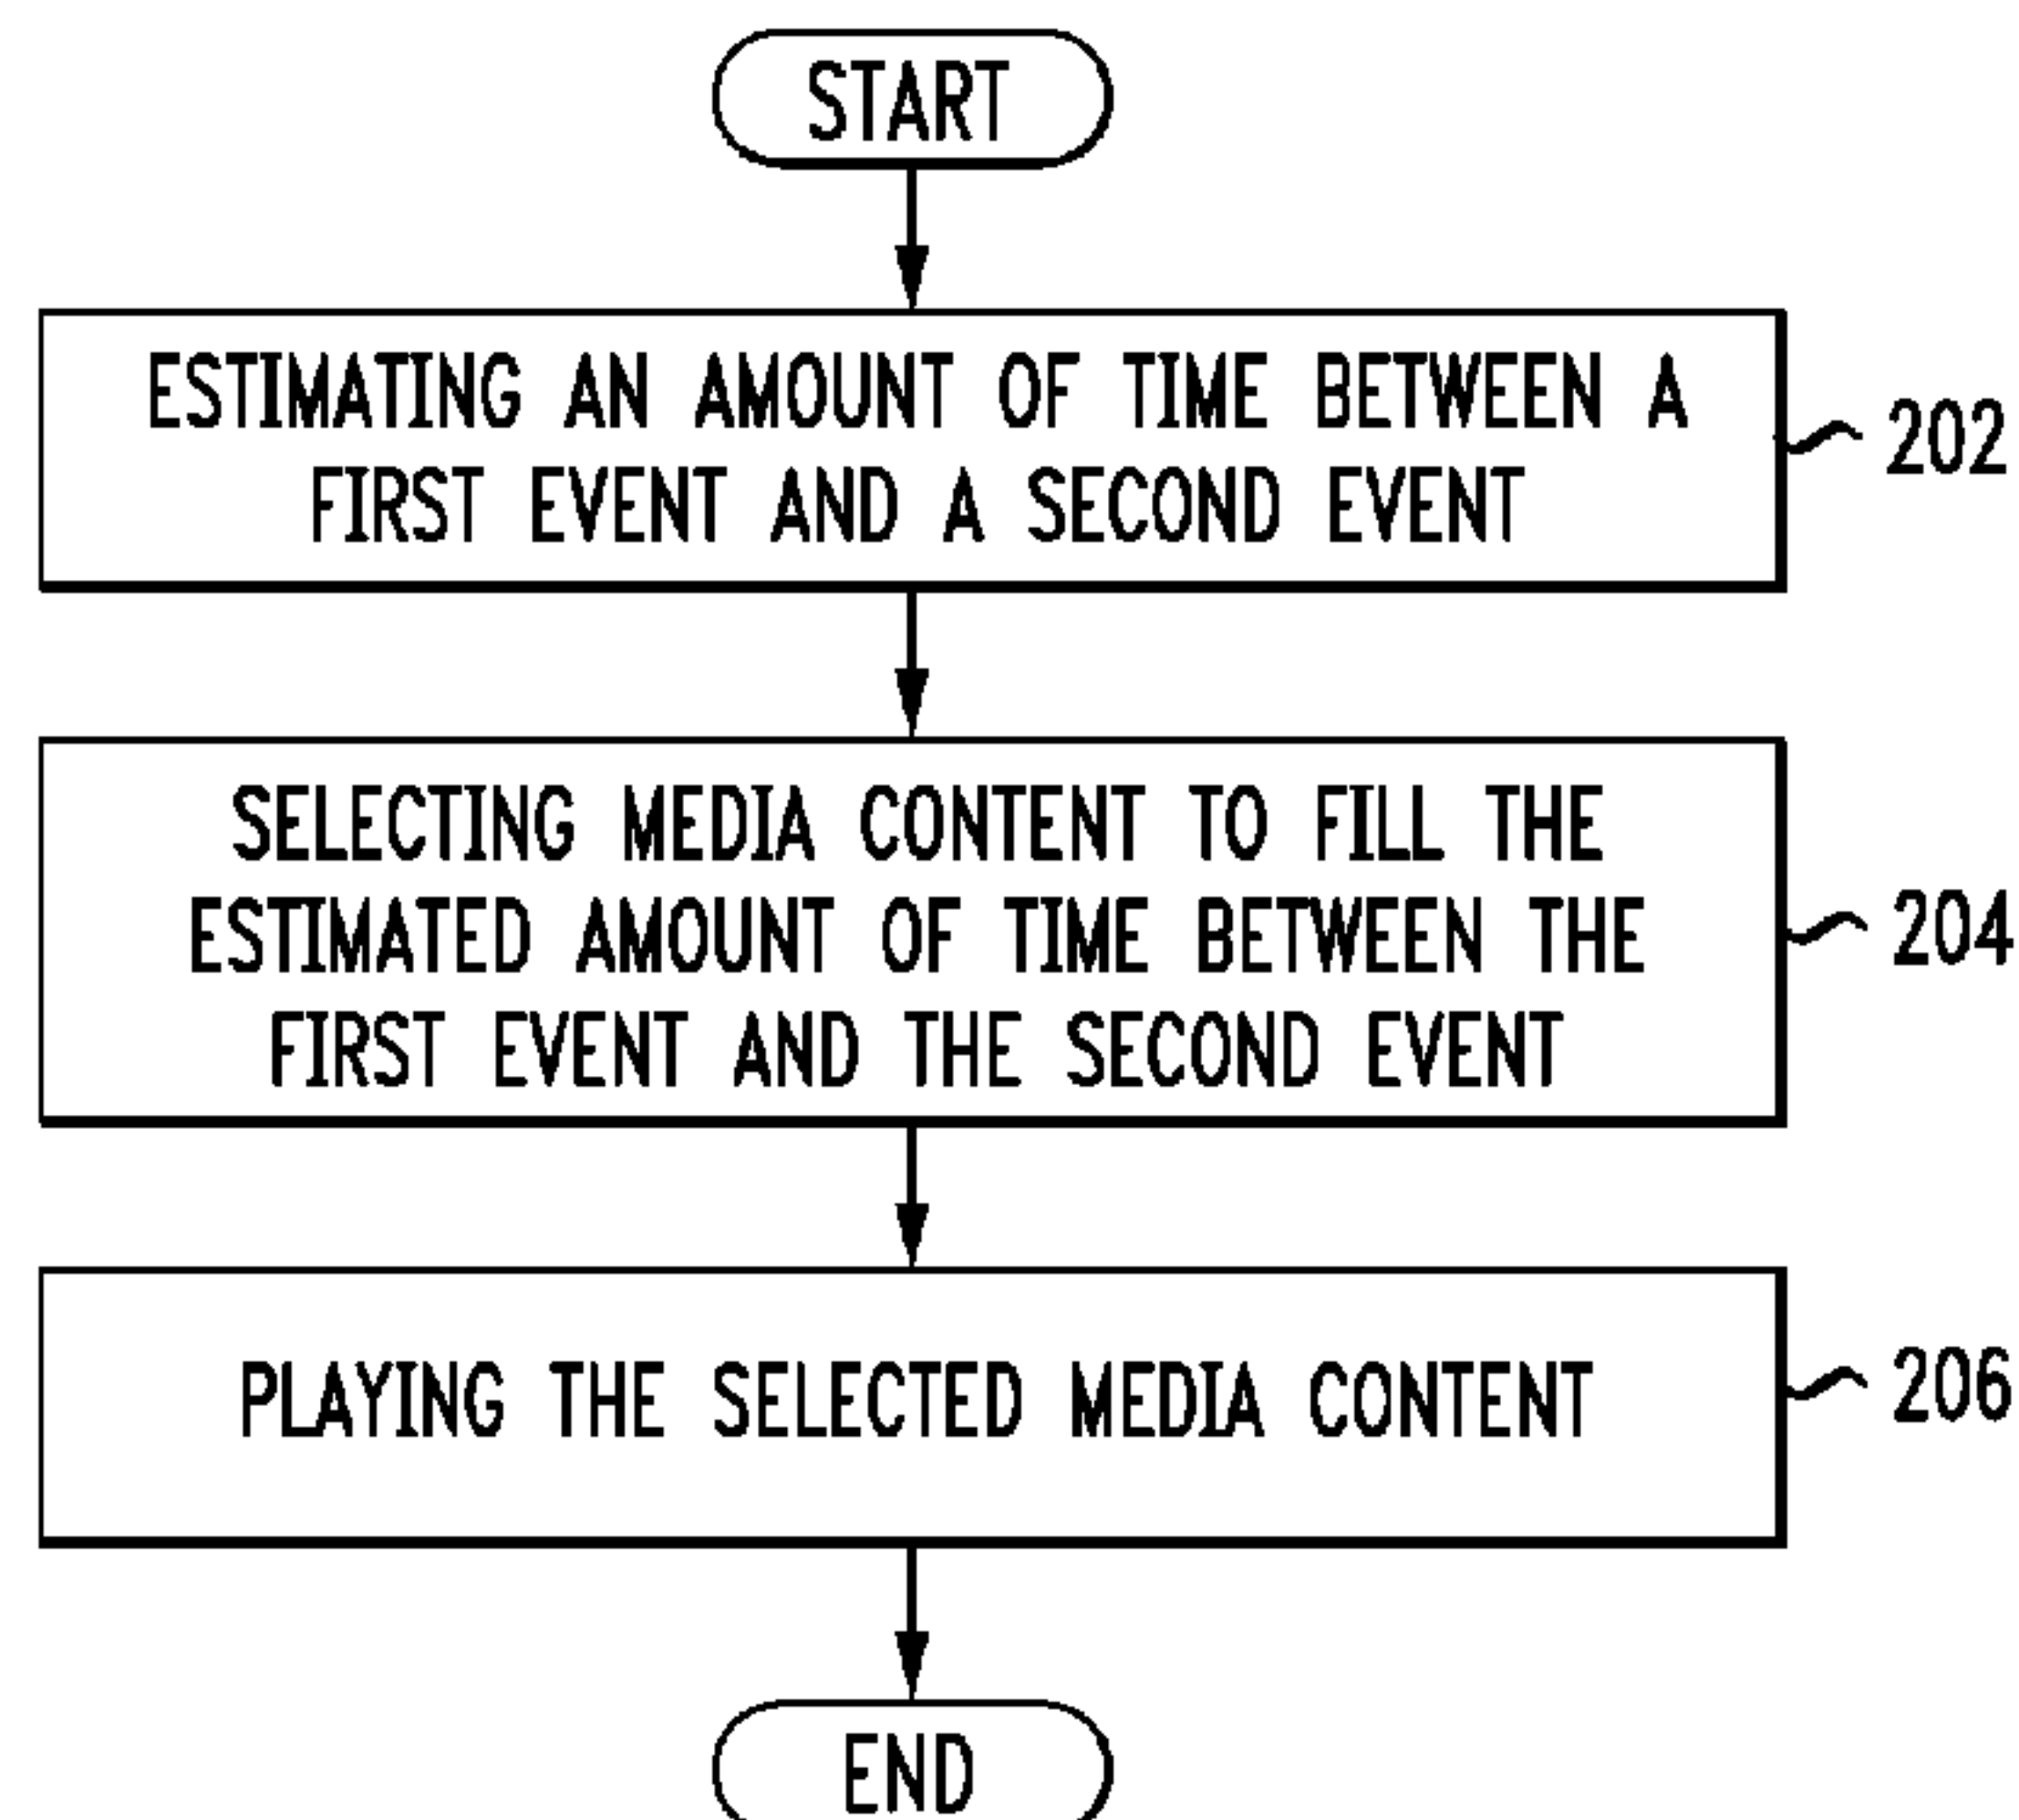 START
ESTIMATING AN AMOUNT OF TIME BETWEEN A
FIRST EVENT AND A SECOND EVENT
202
SELECTING MEDIA CONTENT TO FILL THE
ESTIMATED AMOUNT OF TIME BETWEEN THE
FIRST EVENT AND THE SECOND EVENT
204
PLAYING THE SELECTED MEDIA CONTENT
206
END